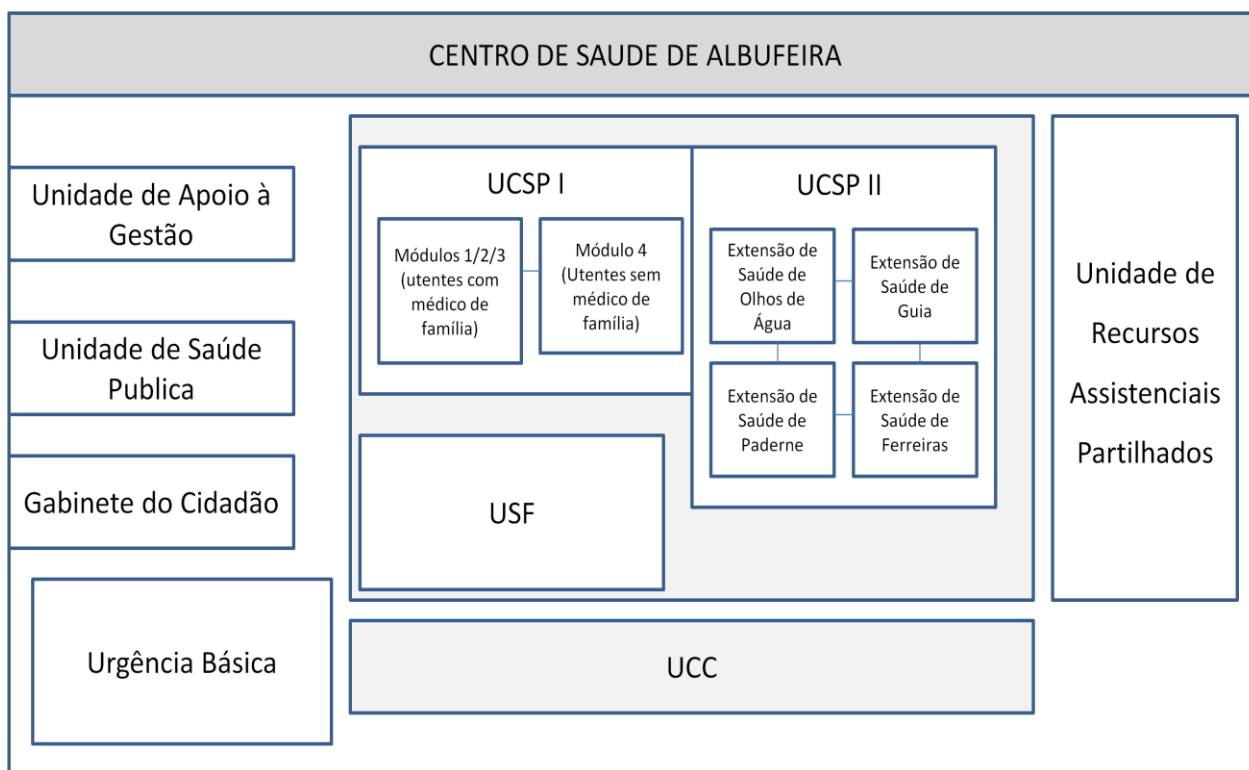 CENTRO DE SAUDE DE ALBUFEIRA
Unidade de Apoio à
Gestão
Unidade de Saúde
Publica
Gabinete do Cidadão
Urgência Básica
UCSP I
Módulos 1/2/3
(utentes com
médico de
família)
Módulo 4
(Utentes sem
médico de
família)
UCSP II
Extensão de
Saúde de
Olhos de
Água
Extensão de
Saúde de
Guia
Extensão de
Saúde de
Paderne
Extensão de
Saúde de
Ferreiras
USF
UCC
Unidade de
Recursos
Assistenciais
Partilhados